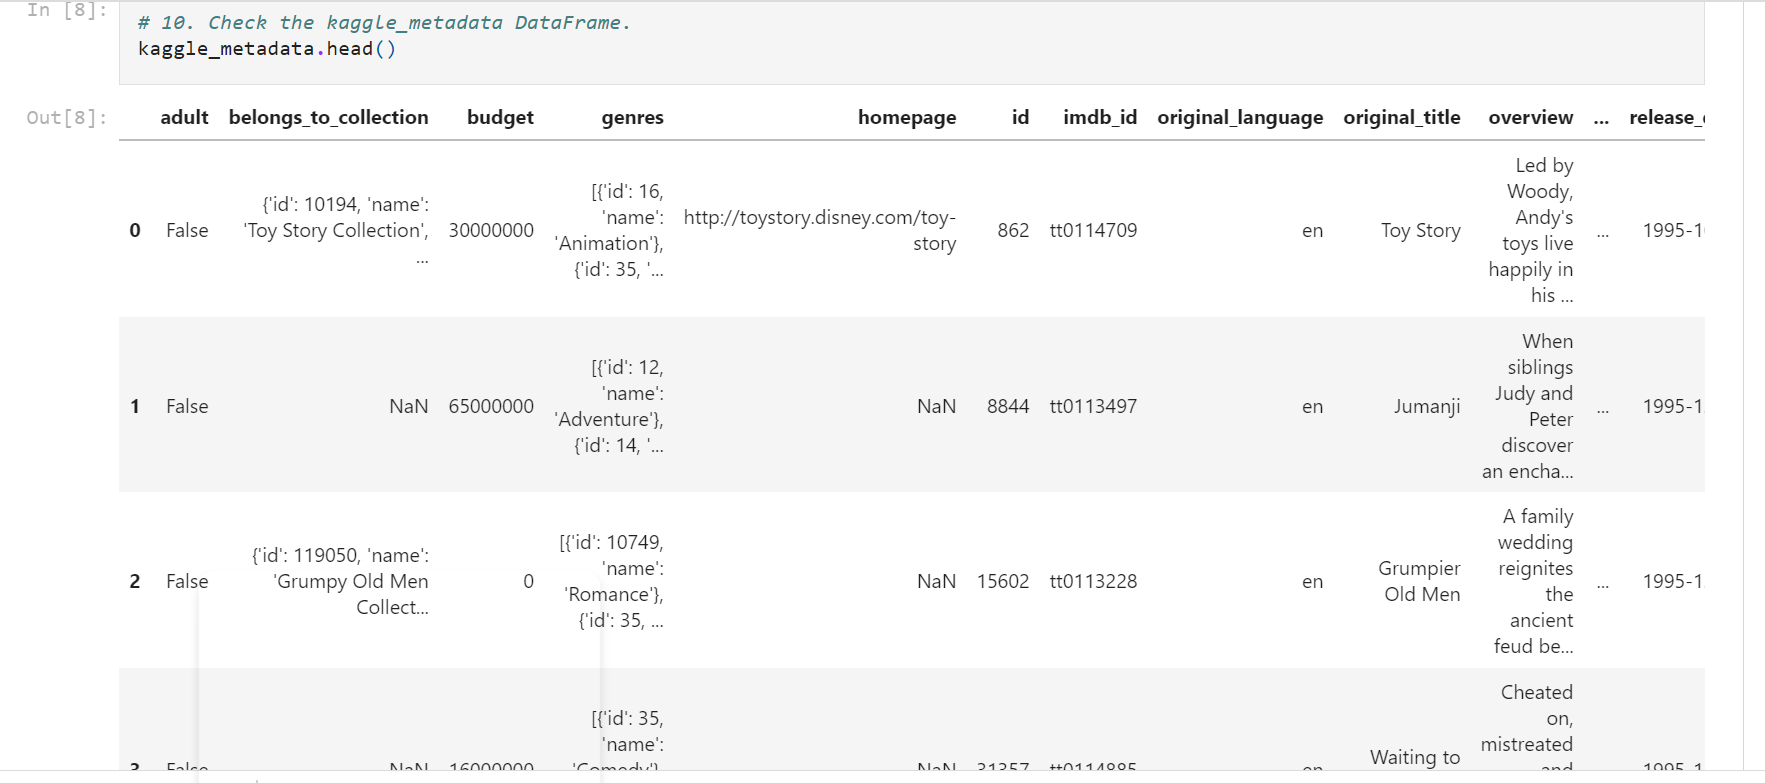 In [8]:
# 10. Check the kaggle_metadata DataFrame.
kaggle_metadata.head()
Out[8]:
adult belongs_to_collection budget genres homepage id imdb_id original_language original_title overview ... release_
0 False {'id': 10194, 'name': 'Toy Story Collection', ... 30000000 [{'id': 16, 'name': 'Animation'}, {'id': 35, '... http://toystory.disney.com/toy-story 862 tt0114709 en Toy Story Led by Woody, Andy's toys live happily in his ... ... 1995-1
1 False NaN 65000000 [{'id': 12, 'name': 'Adventure'}, {'id': 14, '... NaN 8844 tt0113497 en Jumanji When siblings Judy and Peter discover an encha... ... 1995-1
2 False {'id': 119050, 'name': 'Grumpy Old Men Collect... 0 [{'id': 10749, 'name': 'Romance'}, {'id': 35, ... NaN 15602 tt0113228 en Grumpier Old Men A family wedding reignites the ancient feud be... ... 1995-1
3 False NaN 16000000 [{'id': 35, 'name': 'Comedy'}, NaN 31357 tt0114885 en Waiting to Cheated on, mistreated and 1995-1